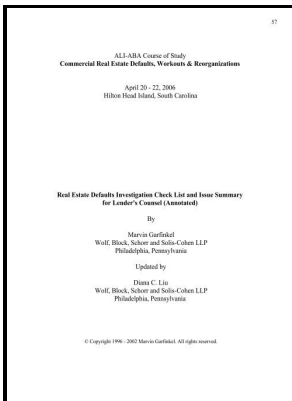 57
ALI-ABA Course of Study
Commercial Real Estate Defaults, Workouts & Reorganizations
April 20 - 22, 2006
Hilton Head Island, South Carolina
Real Estate Defaults Investigation Check List and Issue Summary
for Lender's Counsel (Annotated)
By
Marvin Garfinkel
Wolf, Block, Schorr and Solis-Cohen LLP
Philadelphia, Pennsylvania
Updated by
Diana C. Liu
Wolf, Block, Schorr and Solis-Cohen LLP
Philadelphia, Pennsylvania
© Copyright 1996 - 2002 Marvin Garfinkel. All rights reserved.